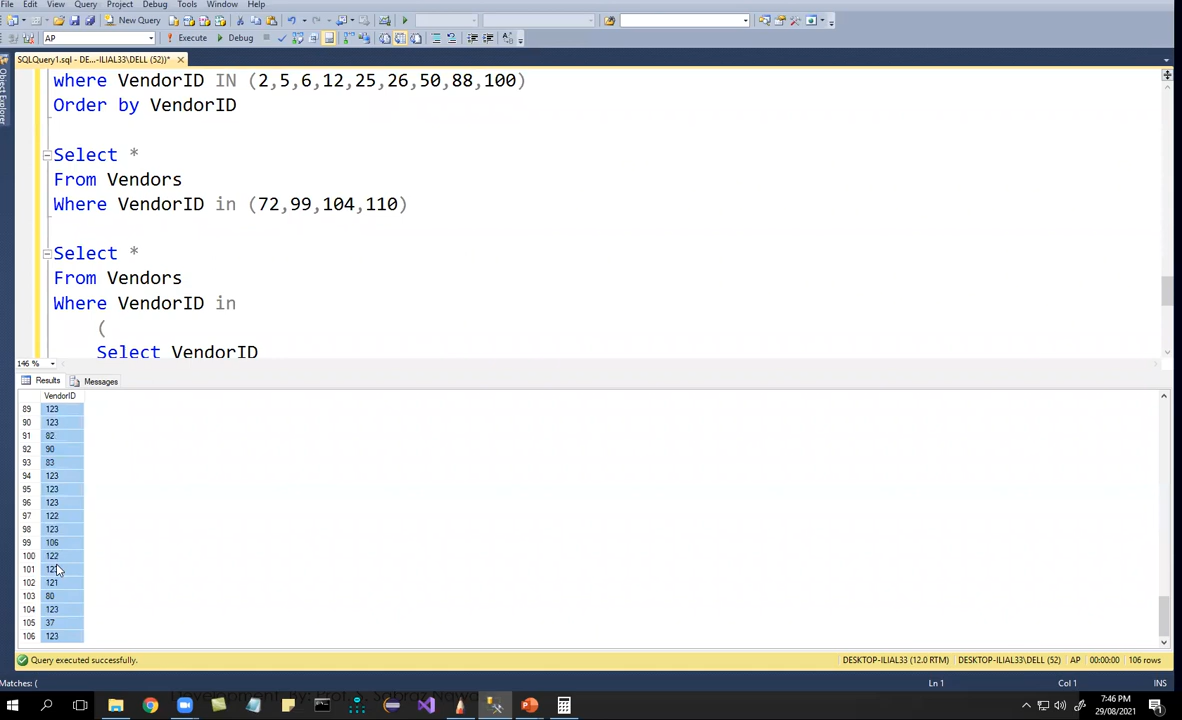 File Edit View Query Project Debug Tools Window Help
New Query
AP Execute Debug
SQLQuery1.sql - DE...-ILIAL33\DELL (52))*
Object Explorer
where VendorID IN (2,5,6,12,25,26,50,88,100)
Order by VendorID
Select *
From Vendors
Where VendorID in (72,99,104,110)
Select *
From Vendors
Where VendorID in
(
Select VendorID
146 %
Results Messages
VendorID
89 123
90 123
91 82
92 90
93 83
94 123
95 123
96 123
97 122
98 123
99 106
100 122
101
102 121
103 80
104 123
105 37
106 123
Query executed successfully. DESKTOP-ILIAL33 (12.0 RTM) DESKTOP-ILIAL33\DELL (52) AP 00:00:00 106 rows
Matches: ( Ln 1 Col 1 INS
7:46 PM
29/08/2021